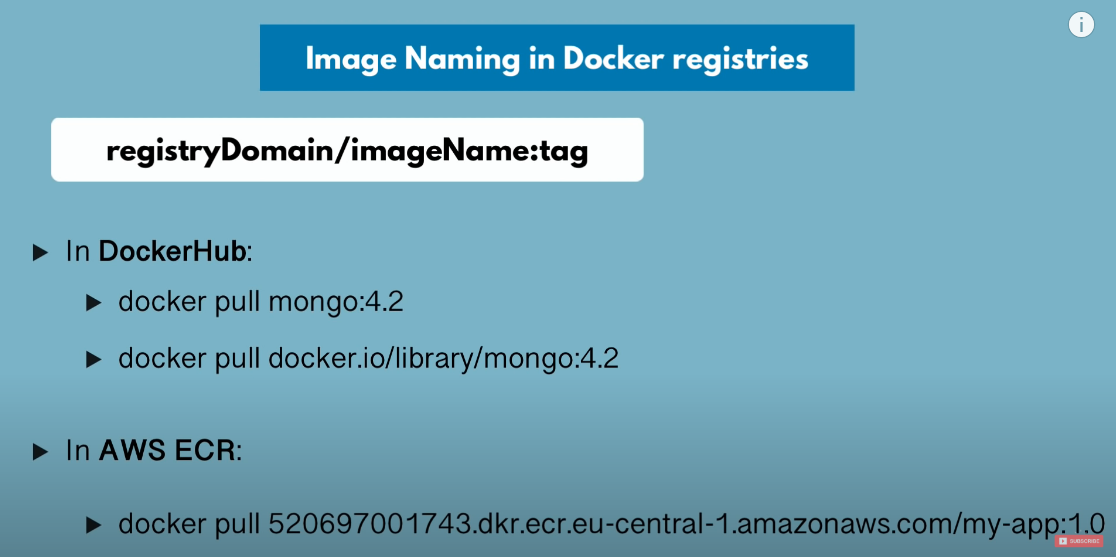 Image Naming in Docker registries
registryDomain/imageName:tag
In DockerHub:
docker pull mongo:4.2
docker pull docker.io/library/mongo:4.2
In AWS ECR:
docker pull 520697001743.dkr.ecr.eu-central-1.amazonaws.com/my-app:1.0
SUBSCRIBE